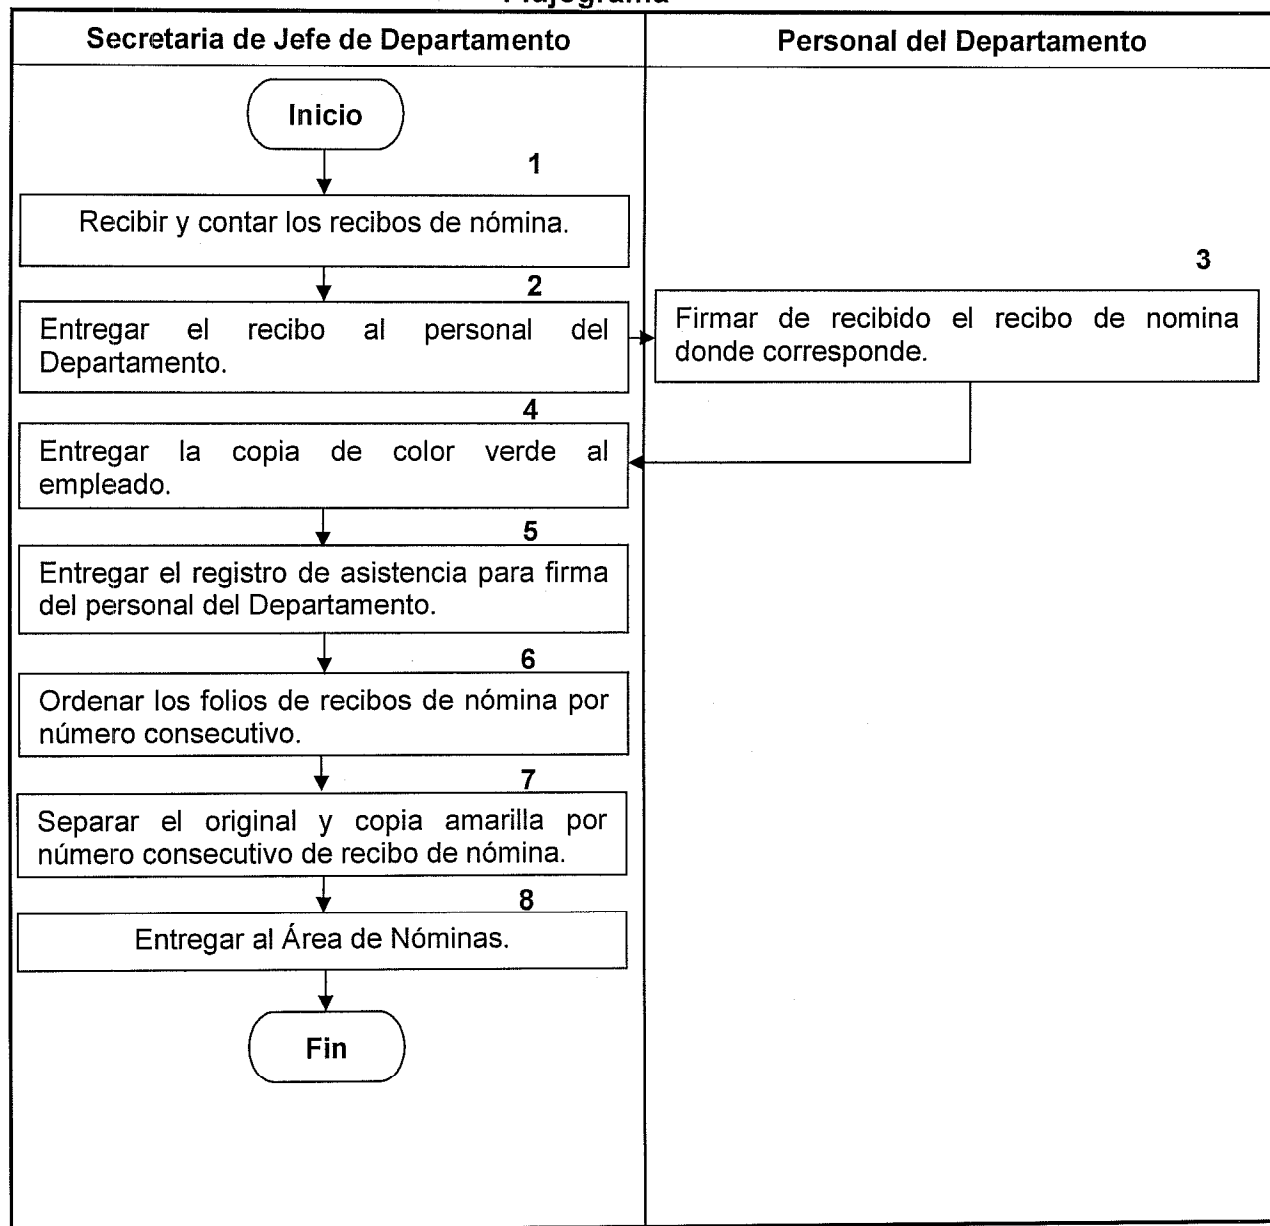 Flujograma
Secretaria de Jefe de Departamento
Personal del Departamento
Inicio
1
Recibir y contar los recibos de nómina.
2
Entregar el recibo al personal del
Departamento.
3
Firmar de recibido el recibo de nomina
donde corresponde.
4
Entregar la copia de color verde al
empleado.
5
Entregar el registro de asistencia para firma
del personal del Departamento.
6
Ordenar los folios de recibos de nómina por
número consecutivo.
7
Separar el original y copia amarilla por
número consecutivo de recibo de nómina.
8
Entregar al Área de Nóminas.
Fin